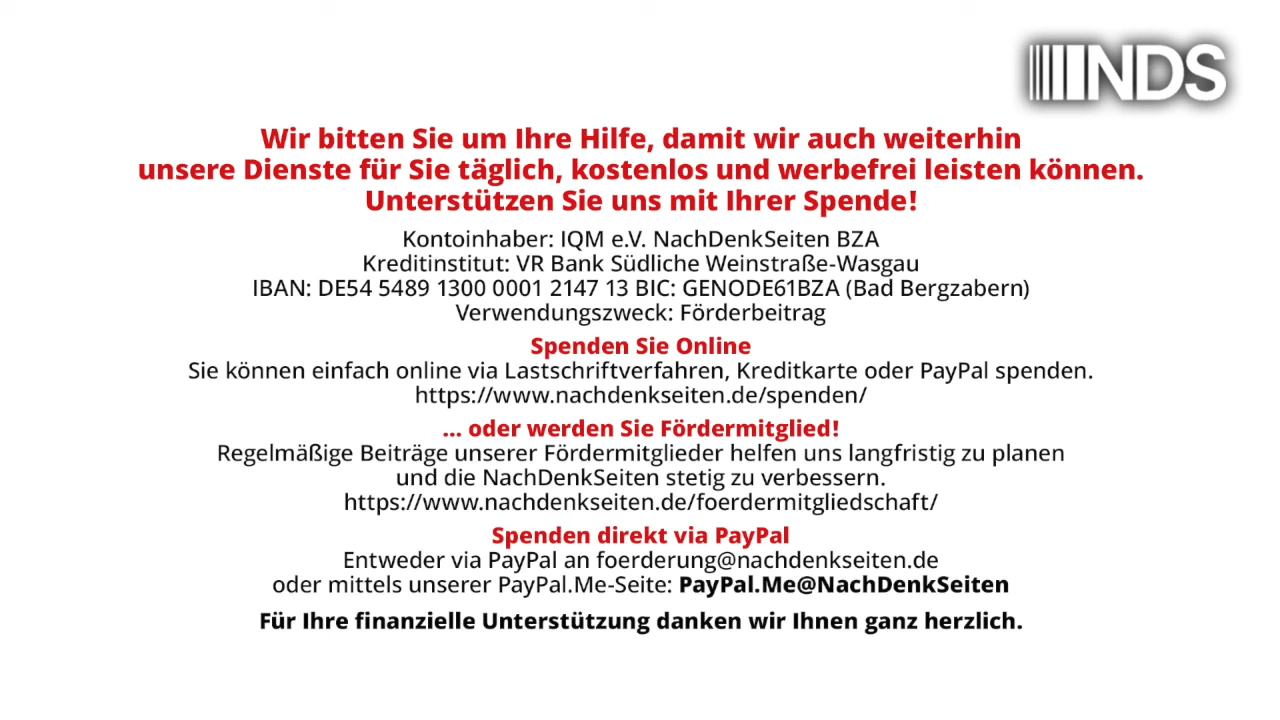 NDS
Wir bitten Sie um Ihre Hilfe, damit wir auch weiterhin
unsere Dienste für Sie täglich, kostenlos und werbefrei leisten können.
Unterstützen Sie uns mit Ihrer Spende!
Kontoinhaber: IQM e.V. NachDenkSeiten BZA
Kreditinstitut: VR Bank Südliche Weinstraße-Wasgau
IBAN: DE54 5489 1300 0001 2147 13 BIC: GENODE61BZA (Bad Bergzabern)
Verwendungszweck: Förderbeitrag
Spenden Sie Online
Sie können einfach online via Lastschriftverfahren, Kreditkarte oder PayPal spenden.
https://www.nachdenkseiten.de/spenden/
... oder werden Sie Fördermitglied!
Regelmäßige Beiträge unserer Fördermitglieder helfen uns langfristig zu planen
und die NachDenkSeiten stetig zu verbessern.
https://www.nachdenkseiten.de/foerdermitgliedschaft/
Spenden direkt via PayPal
Entweder via PayPal an foerderung@nachdenkseiten.de
oder mittels unserer PayPal.Me-Seite: PayPal.Me@NachDenkSeiten
Für Ihre finanzielle Unterstützung danken wir Ihnen ganz herzlich.